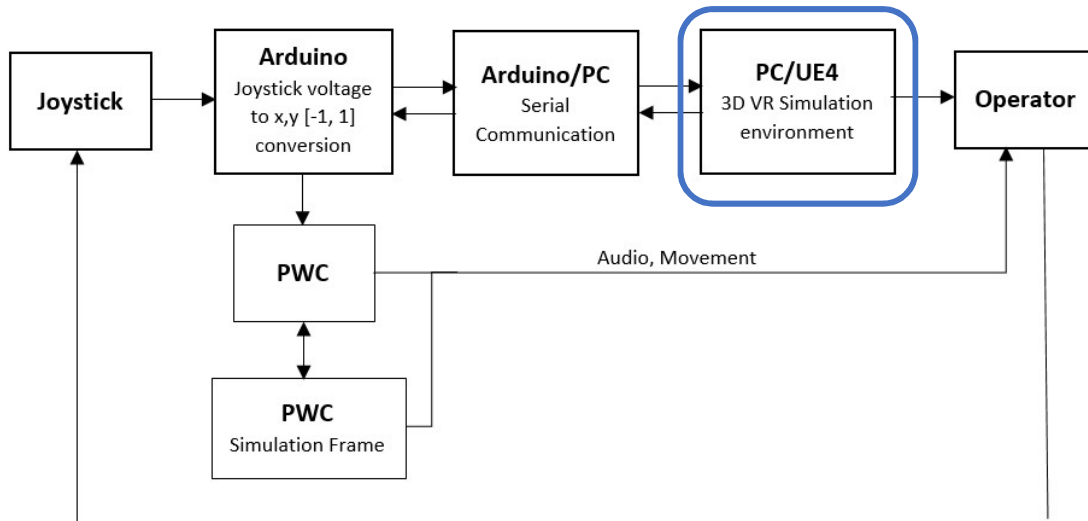 Joystick
Arduino
Joystick voltage
to x,y [-1, 1]
conversion
Arduino/PC
Serial
Communication
PC/UE4
3D VR Simulation
environment
Operator
PWC
Audio, Movement
PWC
Simulation Frame